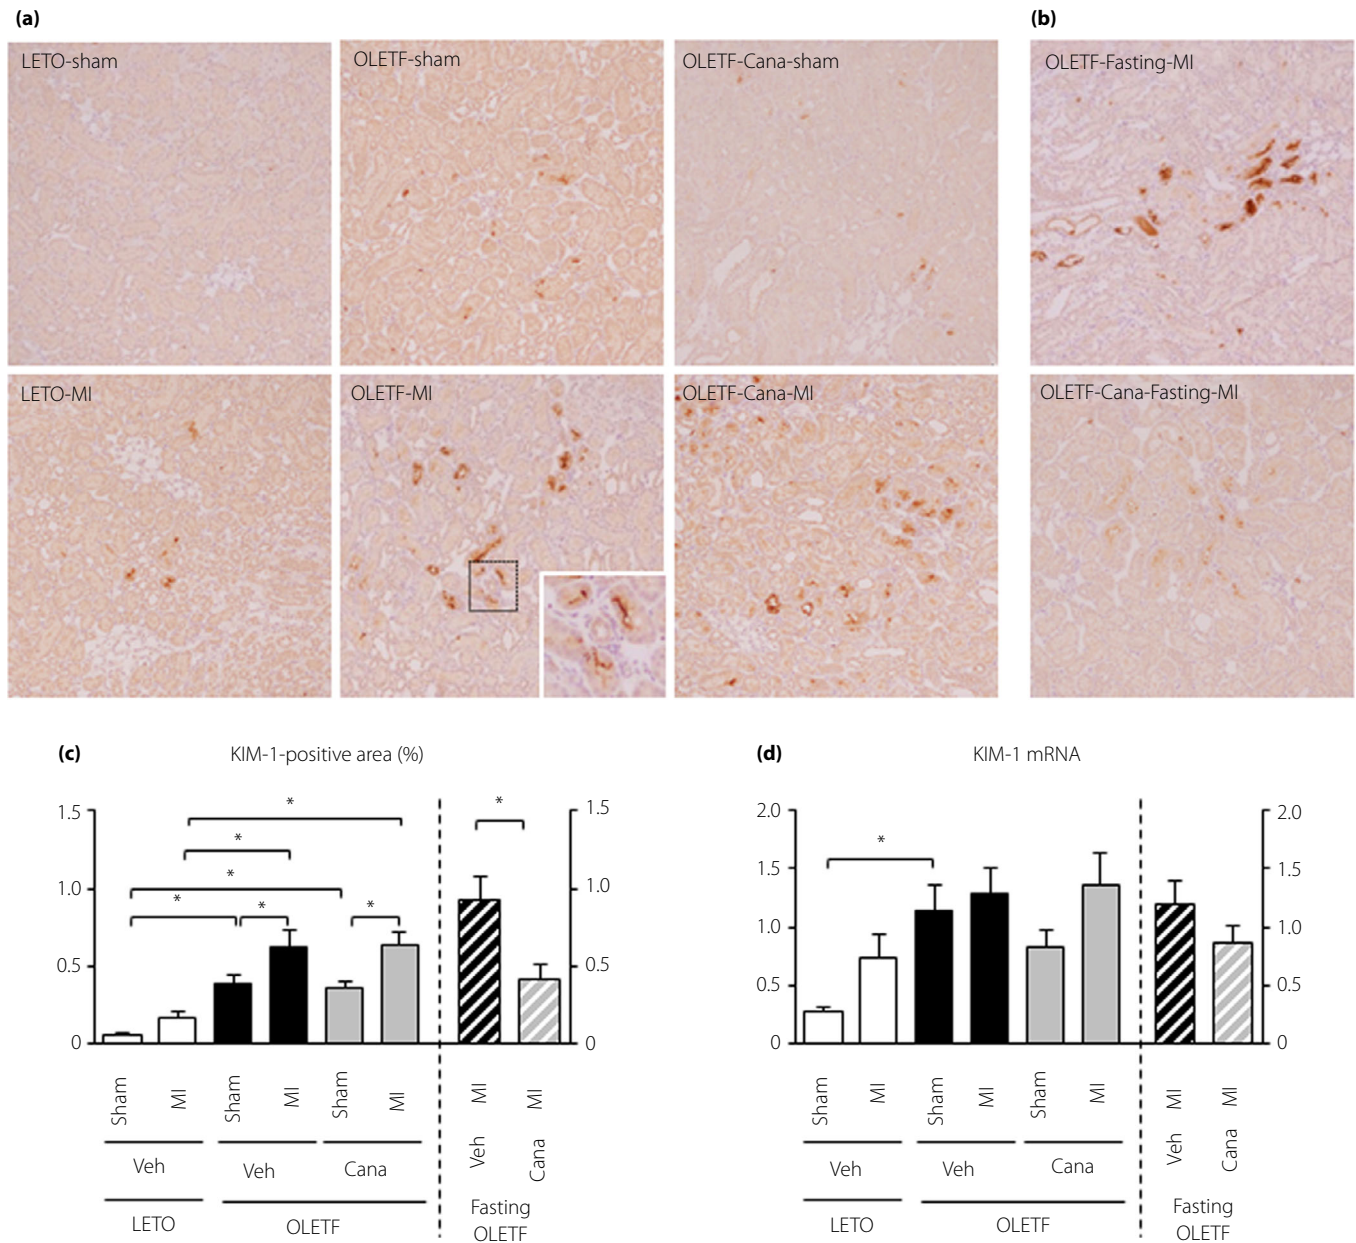 (a)
(b)
LETO-sham
OLETF-sham
OLETF-Cana-sham
OLETF-Fasting-MI
LETO-MI
OLETF-MI
OLETF-Cana-MI
OLETF-Cana-Fasting-MI
(c)
KIM-1-positive area (%)
1.5
1.0
0.5
0
* * * * * * *
1.5
1.0
0.5
0
Sham MI Sham MI Sham MI MI MI
Veh Veh Cana Veh Cana
LETO OLETF
Fasting
OLETF
(d)
KIM-1 mRNA
2.0
1.5
1.0
0.5
0
*
2.0
1.5
1.0
0.5
0
Sham MI Sham MI Sham MI MI MI
Veh Veh Cana Veh Cana
LETO OLETF
Fasting
OLETF